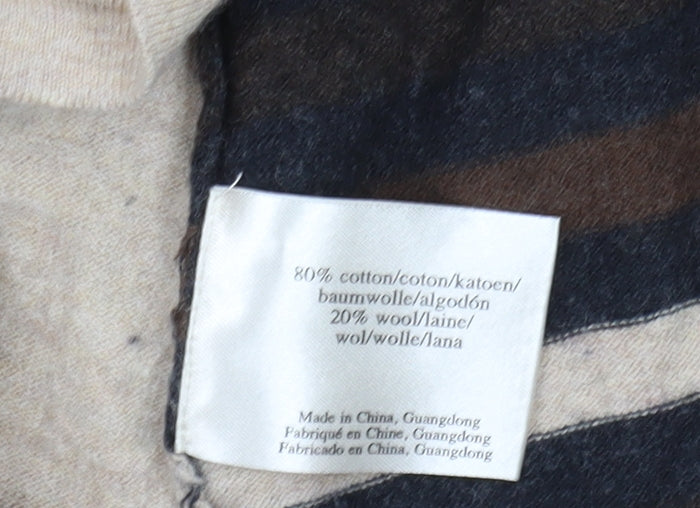 80% cotton/coton/katoen/
baumwolle/algodón
20% wool/laine/
wol/wolle/lana
Made in China, Guangdong
Fabriqué en Chine, Guangdong
Fabricado en China, Guangdong